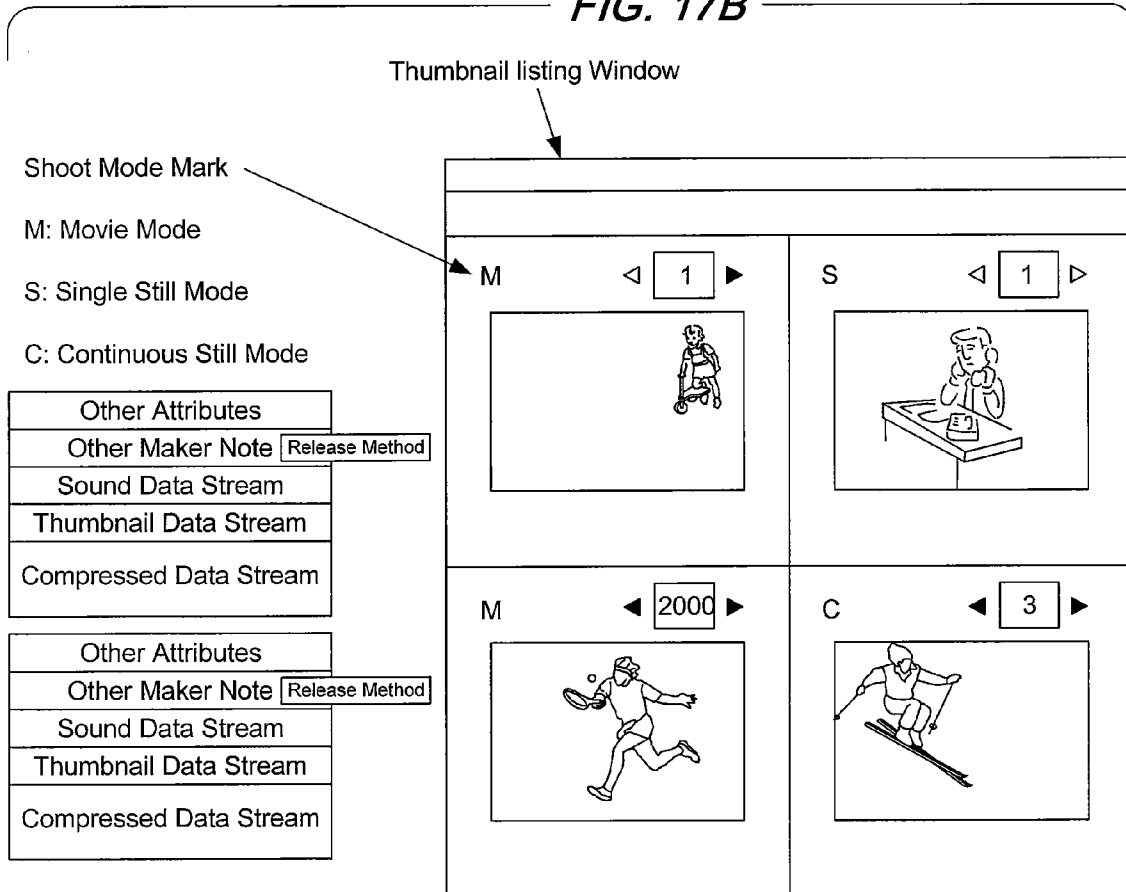 FIG. 17B
Thumbnail listing Window
Shoot Mode Mark
M: Movie Mode
S: Single Still Mode
C: Continuous Still Mode
Other Attributes
Other Maker Note Release Method
Sound Data Stream
Thumbnail Data Stream
Compressed Data Stream
Other Attributes
Other Maker Note Release Method
Sound Data Stream
Thumbnail Data Stream
Compressed Data Stream
M 1
S 1
M 2000
C 3